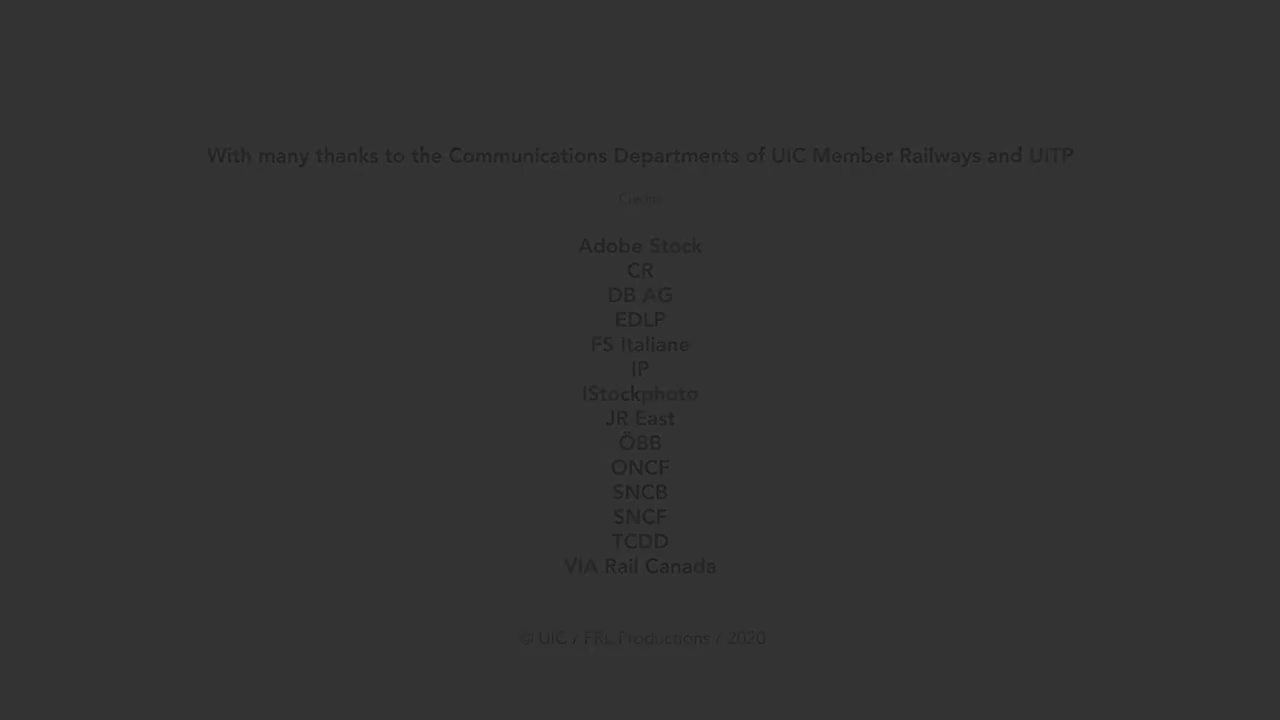 With many thanks to the Communications Departments of UIC Member Railways and UITP
Credits
Adobe Stock
CR
DB AG
EDLP
FS Italiane
IP
IStockphoto
JR East
ÖBB
ONCF
SNCB
SNCF
TCDD
VIA Rail Canada
© UIC / FRL Productions / 2020